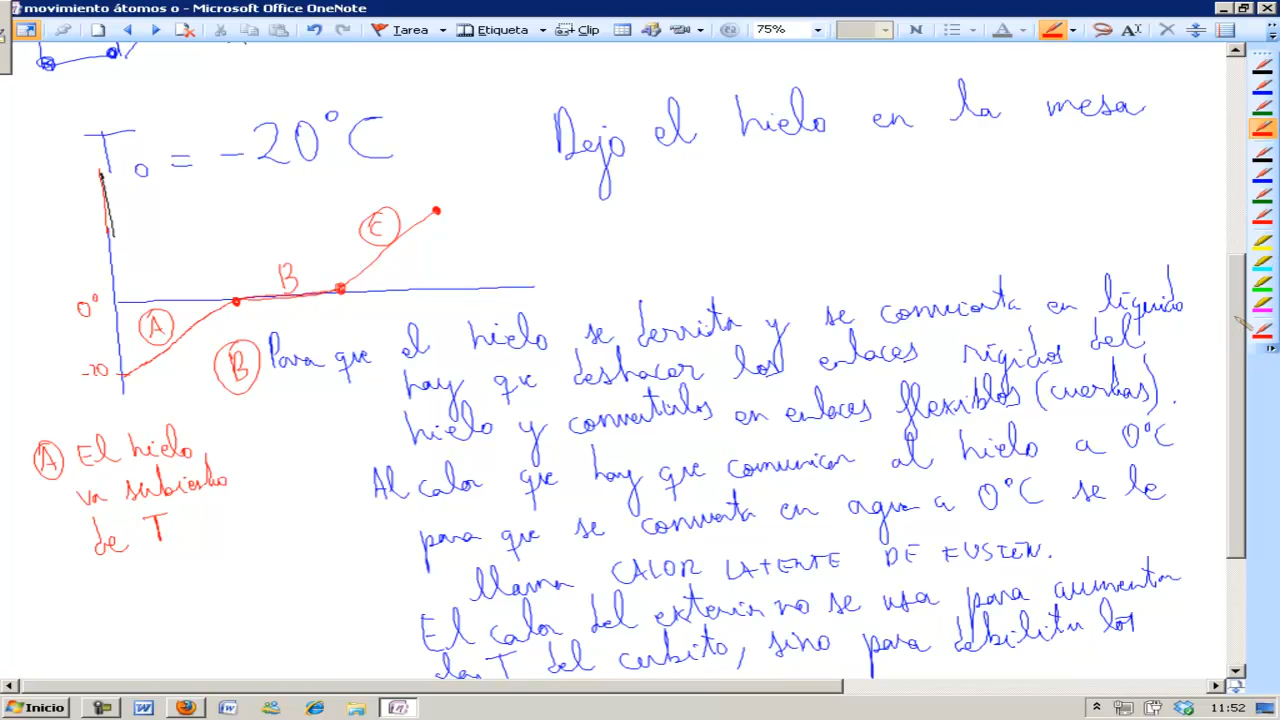 movimiento átomos o - Microsoft Office OneNote
Tarea
Etiqueta
Clip
75%
N
A
T₀ = -20°C
Dejo el hielo en la mesa
C
B
0°
A
-20
B Para que el hielo se derrita y se convierta en líquido
hay que deshacer los enlaces rígidos del
hielo y convertirlos en enlaces flexibles (cuerdas).
Al calor que hay que comunicar al hielo a 0°C
para que se convierta en agua a 0°C se le
llama CALOR LATENTE DE FUSIÓN.
El calor del exterior no se usa para aumentar
la T del cubito, sino para debilitar los
A El hielo
va subiendo
de T
Inicio
11:52